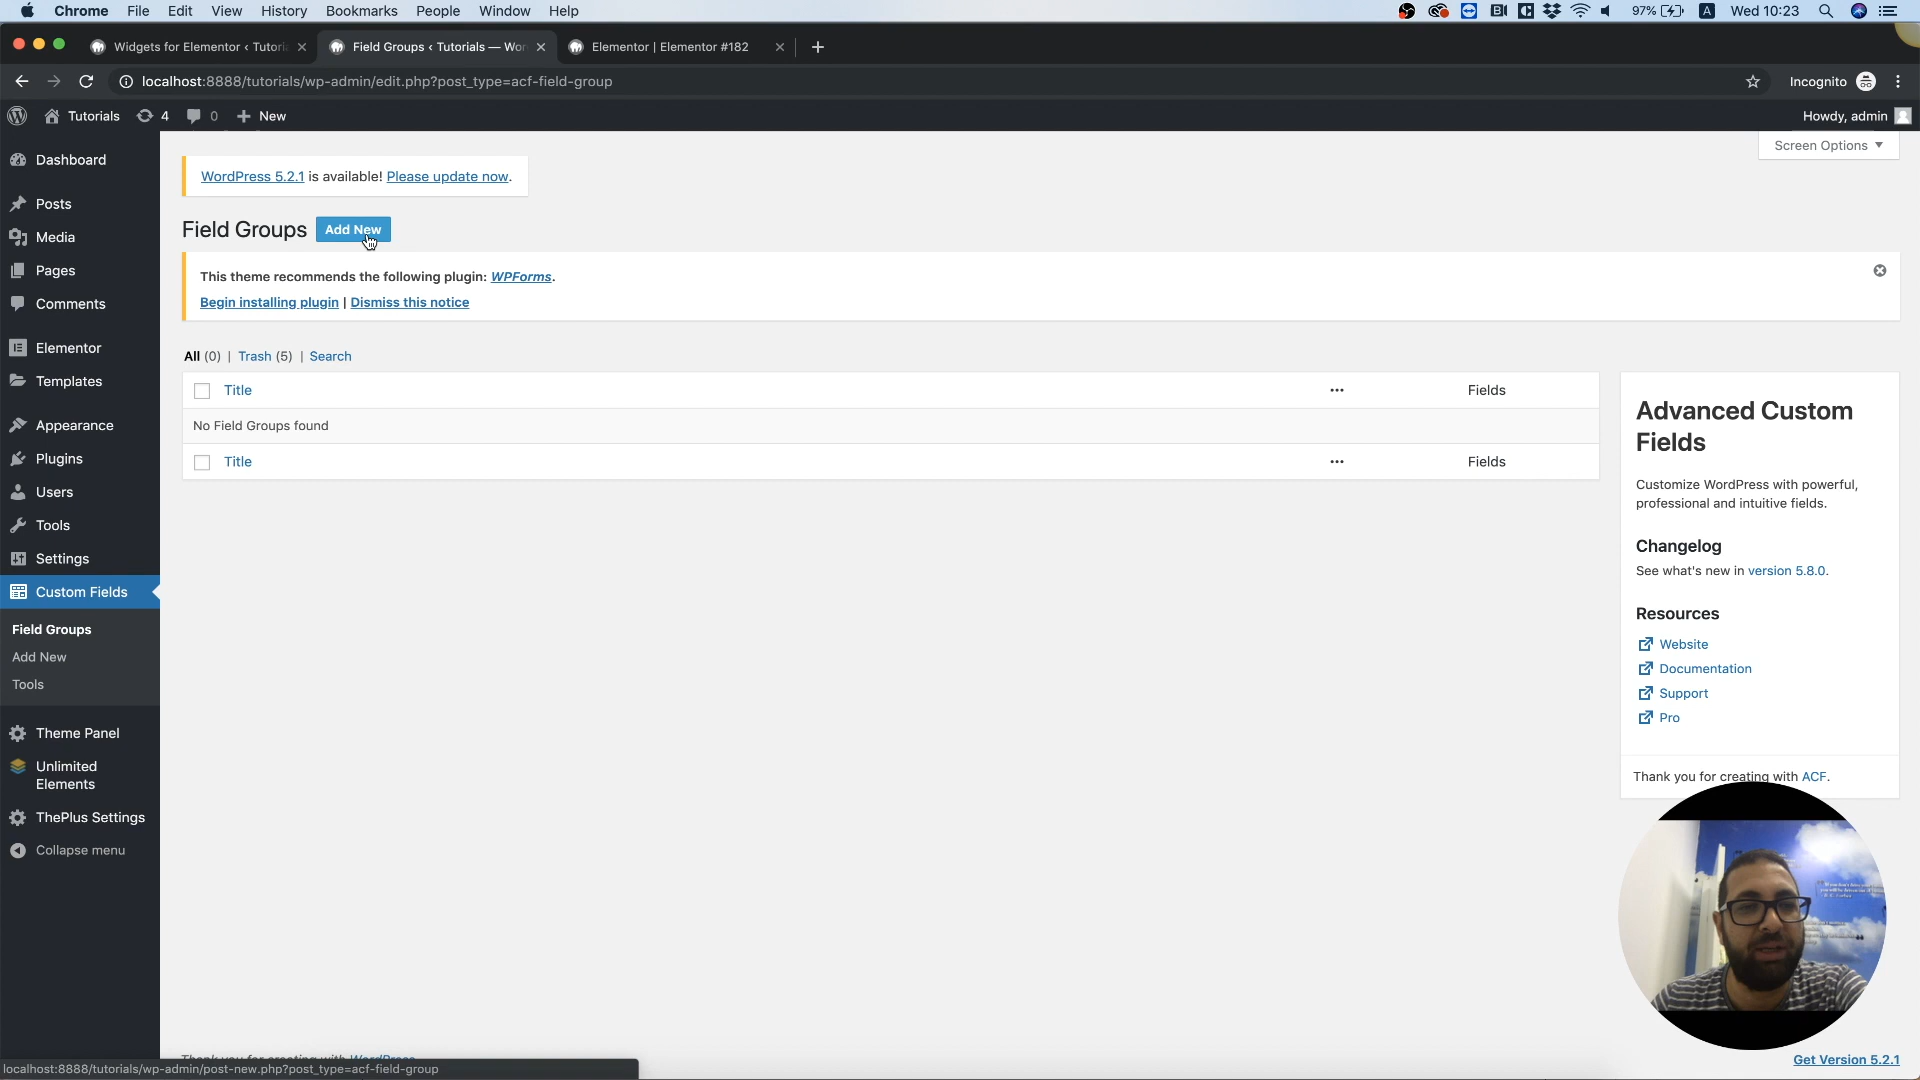 Chrome File Edit View History Bookmarks People Window Help 97% A Wed 10:23
Widgets for Elementor ‹ Tutori Field Groups ‹ Tutorials — Wor Elementor | Elementor #182
localhost:8888/tutorials/wp-admin/edit.php?post_type=acf-field-group Incognito
Tutorials 4 0 New Howdy, admin
Screen Options
Dashboard
Posts
Media
Pages
Comments
Elementor
Templates
Appearance
Plugins
Users
Tools
Settings
Custom Fields
Field Groups
Add New
Tools
Theme Panel
Unlimited
Elements
ThePlus Settings
Collapse menu
WordPress 5.2.1 is available! Please update now.
Field Groups Add New
This theme recommends the following plugin: WPForms.
Begin installing plugin | Dismiss this notice
All (0) | Trash (5) | Search
Title Fields
No Field Groups found
Title Fields
Advanced Custom
Fields
Customize WordPress with powerful,
professional and intuitive fields.
Changelog
See what's new in version 5.8.0.
Resources
Website
Documentation
Support
Pro
Thank you for creating with ACF.
Thank you for creating with WordPress
Get Version 5.2.1
localhost:8888/tutorials/wp-admin/post-new.php?post_type=acf-field-group